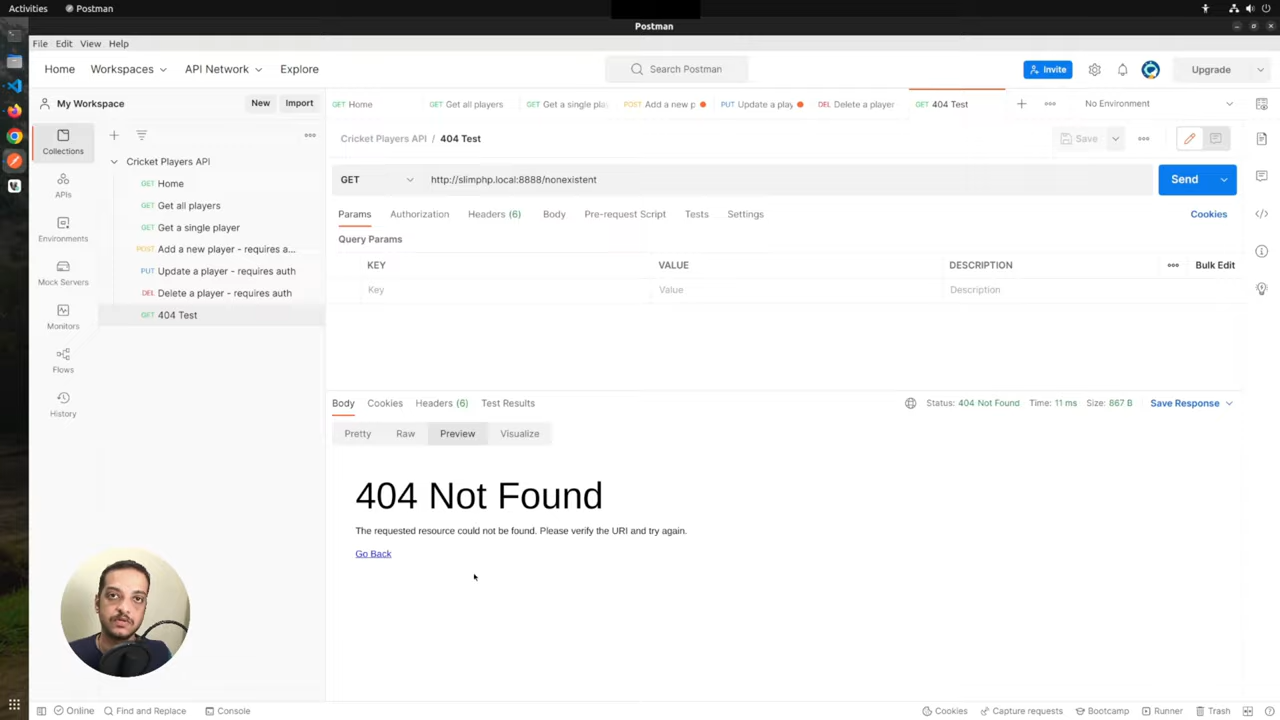 Activities Postman
Postman
File Edit View Help
Home Workspaces API Network Explore
Search Postman
Invite
Upgrade
My Workspace
New Import
GET Home
GET Get all players
GET Get a single pla
POST Add a new p
PUT Update a play
DEL Delete a player
GET 404 Test
No Environment
Collections
APIs
Environments
Mock Servers
Monitors
Flows
History
Cricket Players API
GET Home
GET Get all players
GET Get a single player
POST Add a new player - requires a...
PUT Update a player - requires auth
DEL Delete a player - requires auth
GET 404 Test
Cricket Players API / 404 Test
Save
GET http://slimphp.local:8888/nonexistent
Send
Params Authorization Headers (6) Body Pre-request Script Tests Settings
Cookies
Query Params
KEY VALUE DESCRIPTION
Bulk Edit
Key Value Description
Body Cookies Headers (6) Test Results
Status: 404 Not Found Time: 11 ms Size: 867 B Save Response
Pretty Raw Preview Visualize
404 Not Found
The requested resource could not be found. Please verify the URI and try again.
Go Back
Online Find and Replace Console
Cookies Capture requests Bootcamp Runner Trash